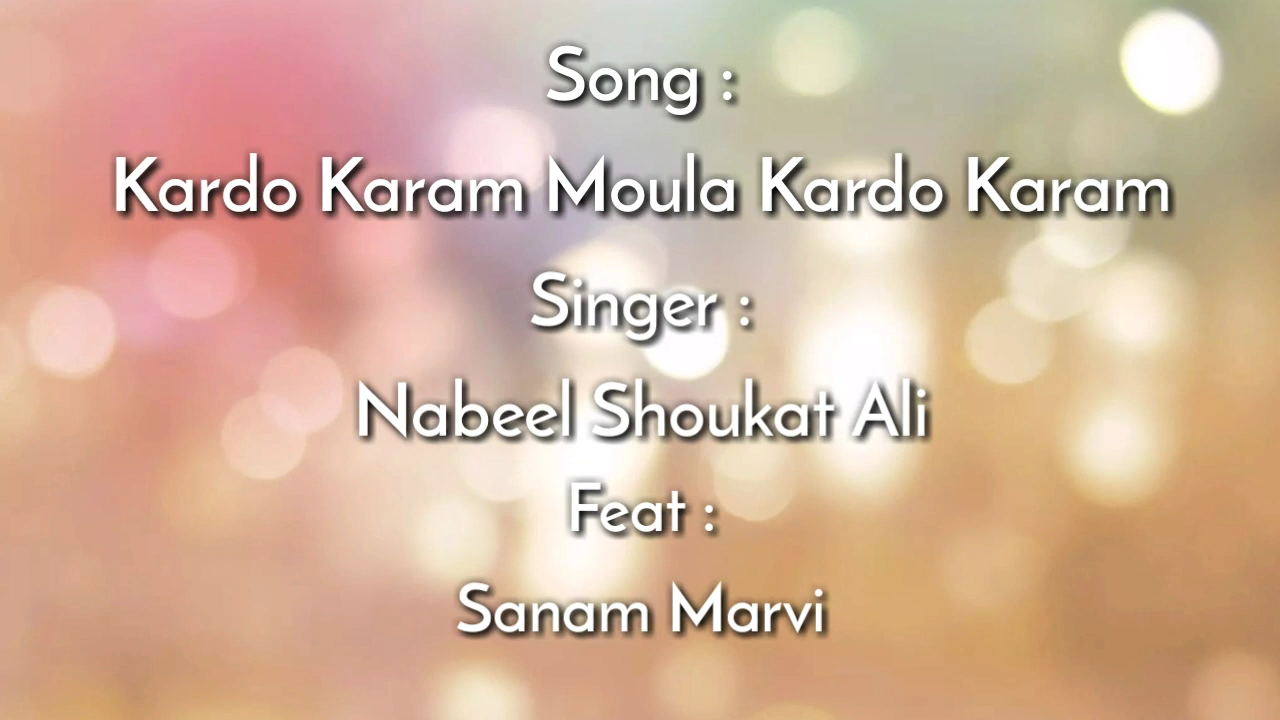 Song :
Kardo Karam Moula Kardo Karam
Singer :
Nabeel Shoukat Ali
Feat :
Sanam Marvi